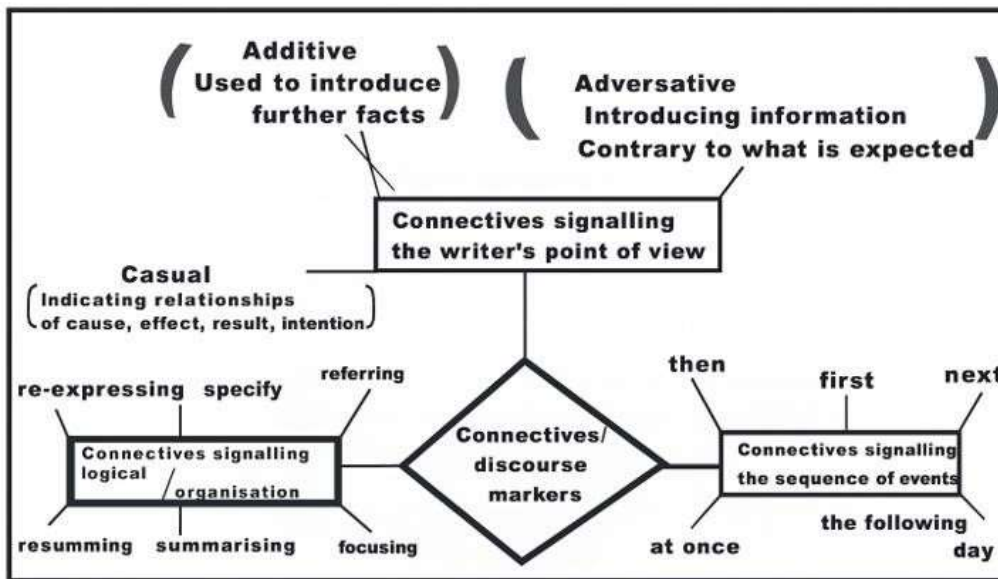 Additive
Used to introduce
further facts
Adversative
Introducing information
Contrary to what is expected
Connectives signalling
the writer's point of view
Casual
Indicating relationships
of cause, effect, result, intention
re-expressing
specify
referring
Connectives signalling
logical
organisation
resumming
summarising
focusing
Connectives/
discourse
markers
then
first
next
Connectives signalling
the sequence of events
at once
the following
day